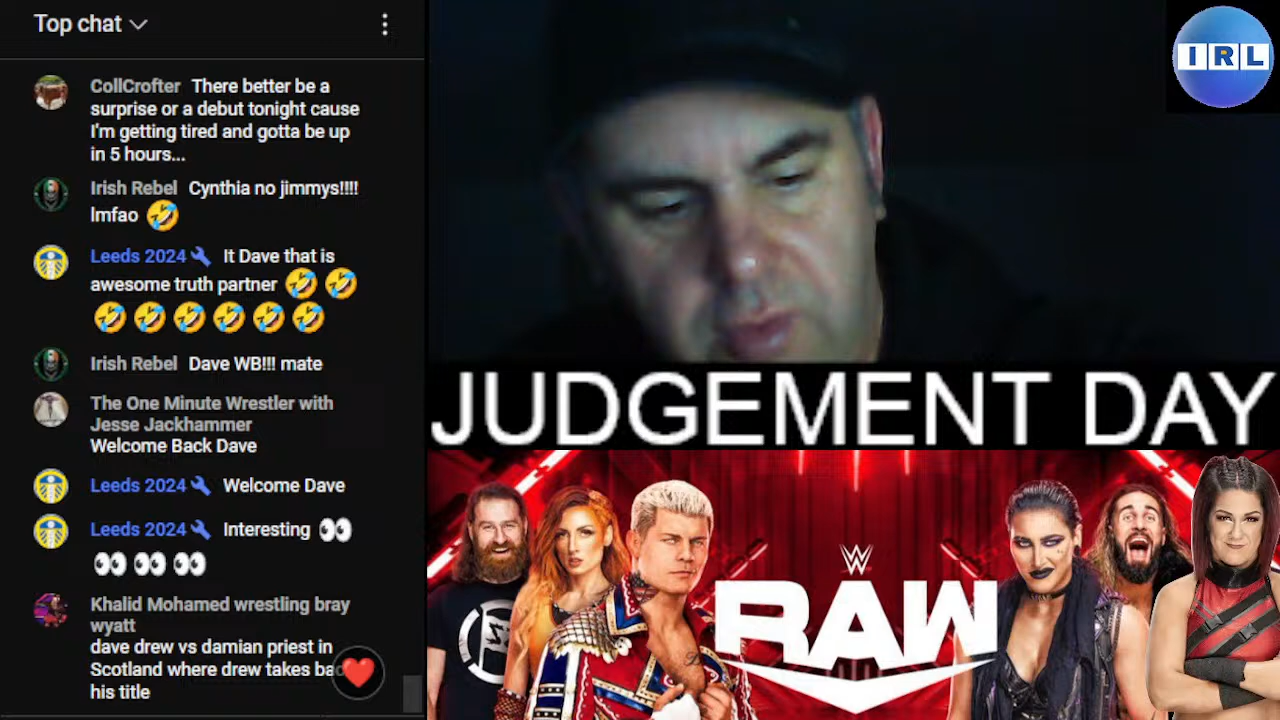 Top chat
CollCrofter There better be a
surprise or a debut tonight cause
I'm getting tired and gotta be up
in 5 hours...
Irish Rebel Cynthia no jimmys!!!!
lmfao 🤣
Leeds 2024 It Dave that is
awesome truth partner 🤣 🤣
🤣 🤣 🤣 🤣 🤣 🤣
Irish Rebel Dave WB!!! mate
The One Minute Wrestler with
Jesse Jackhammer
Welcome Back Dave
Leeds 2024 Welcome Dave
Leeds 2024 Interesting 👀
👀 👀 👀
Khalid Mohamed wrestling bray
wyatt
dave drew vs damian priest in
Scotland where drew takes
his title
IRL
JUDGEMENT DAY
W
RAW